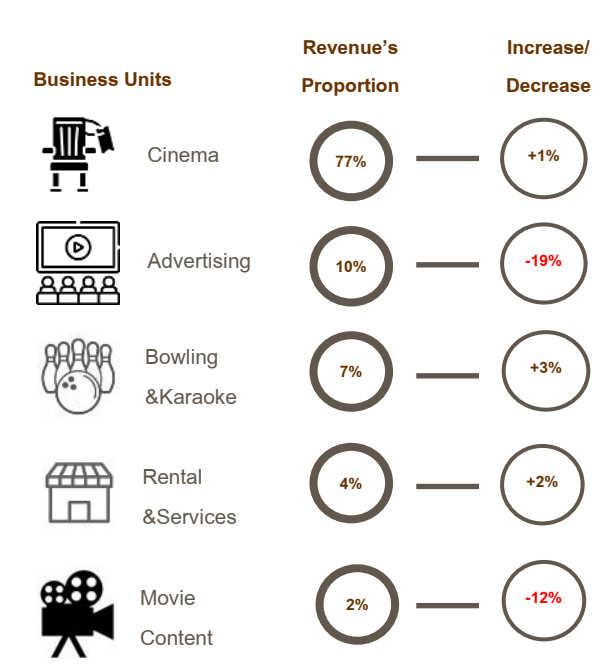 Revenue's
Increase/
Business Units
Proportion
Decrease
Cinema
77%
+1%
Advertising
10%
-19%
Bowling
&Karaoke
7%
+3%
Rental
&Services
4%
+2%
Movie
Content
2%
-12%